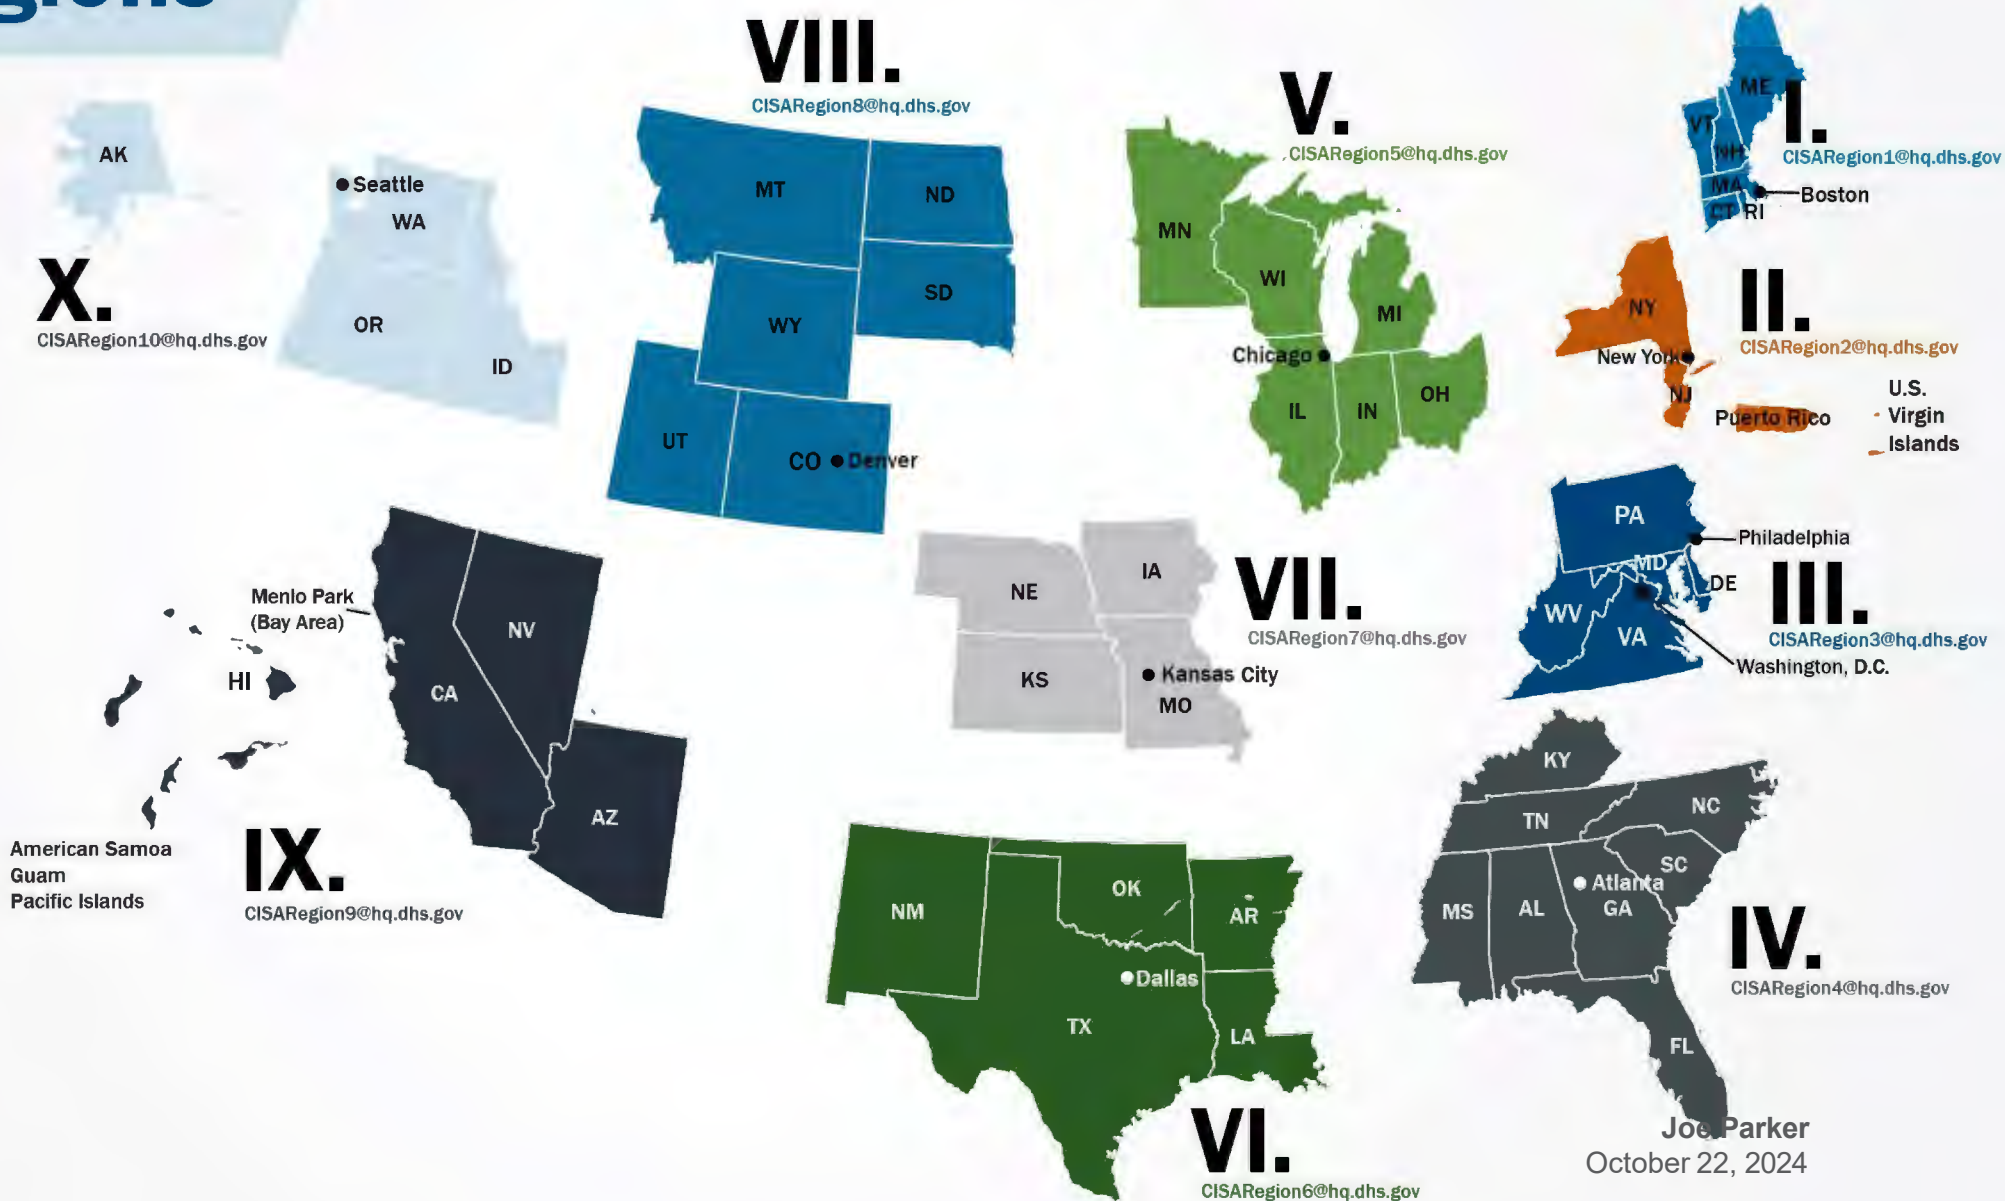 VIII.
CISARegion8@hq.dhs.gov
MT
ND
SD
WY
UT
CO
Denver
V.
CISARegion5@hq.dhs.gov
MN
WI
MI
Chicago
IL
IN
OH
I.
CISARegion1@hq.dhs.gov
ME
VT
NH
MA
CT
RI
Boston
AK
Seattle
WA
OR
ID
X.
CISARegion10@hq.dhs.gov
II.
CISARegion2@hq.dhs.gov
NY
New York
NJ
Puerto Rico
U.S.
Virgin
Islands
PA
Philadelphia
MD
DE
WV
VA
III.
CISARegion3@hq.dhs.gov
Washington, D.C.
Menlo Park
(Bay Area)
NV
HI
CA
AZ
American Samoa
Guam
Pacific Islands
IX.
CISARegion9@hq.dhs.gov
NE
IA
KS
Kansas City
MO
VII.
CISARegion7@hq.dhs.gov
KY
TN
NC
SC
Atlanta
MS
AL
GA
FL
IV.
CISARegion4@hq.dhs.gov
NM
OK
AR
Dallas
TX
LA
VI.
CISARegion6@hq.dhs.gov
Joe Parker
October 22, 2024